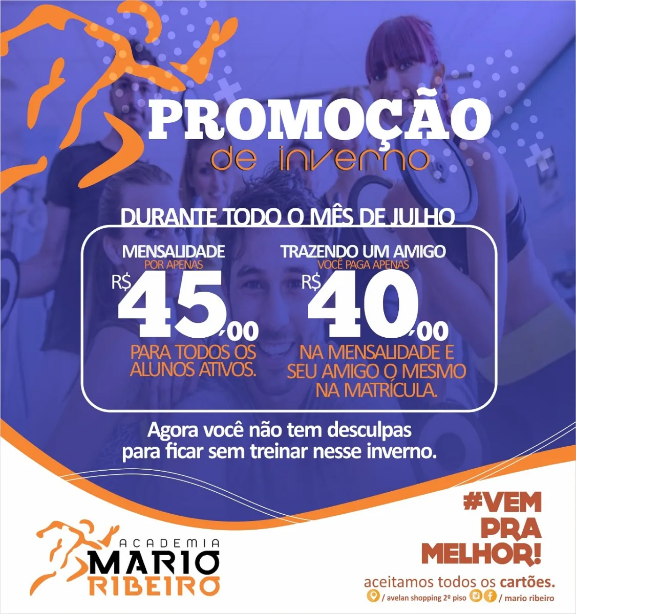 PROMOÇÃO
de inverno
DURANTE TODO O MÊS DE JULHO
MENSALIDADE
POR APENAS
R$ 45,00
PARA TODOS OS
ALUNOS ATIVOS.
TRAZENDO UM AMIGO
VOCÊ PAGA APENAS
R$ 40,00
NA MENSALIDADE E
SEU AMIGO O MESMO
NA MATRÍCULA.
Agora você não tem desculpas
para ficar sem treinar nesse inverno.
ACADEMIA
MARIO
RIBEIRO
#VEM
PRA
MELHOR!
aceitamos todos os cartões.
/ avelan shopping 2º piso / mario ribeiro